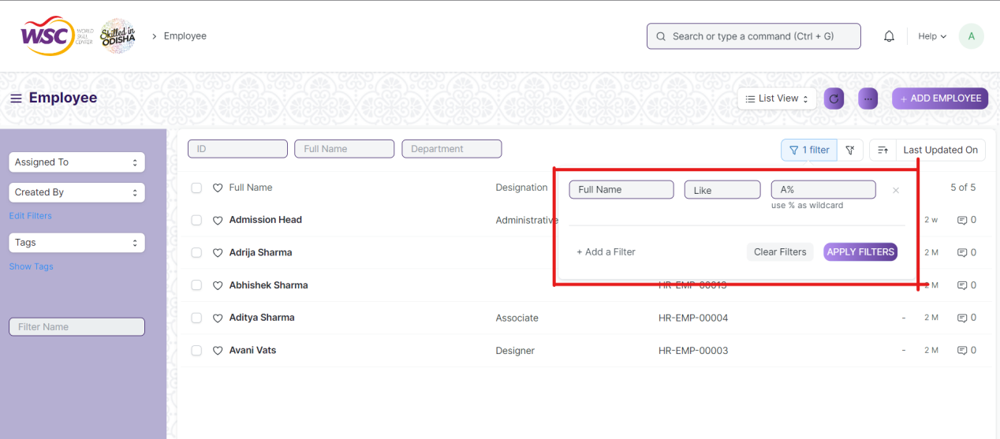 WSC WORLD SKILL CENTER Skilled in ODISHA > Employee Search or type a command (Ctrl + G) Help A
Employee List View ... + ADD EMPLOYEE
Assigned To
Created By
Edit Filters
Tags
Show Tags
Filter Name
ID Full Name Department 1 filter Last Updated On
Full Name Designation 5 of 5
Full Name Like A%
use % as wildcard
+ Add a Filter Clear Filters APPLY FILTERS
Admission Head Administrative 2 w 0
Adrija Sharma 2 M 0
Abhishek Sharma HR-EMP-00013 2 M 0
Aditya Sharma Associate HR-EMP-00004 - 2 M 0
Avani Vats Designer HR-EMP-00003 - 2 M 0